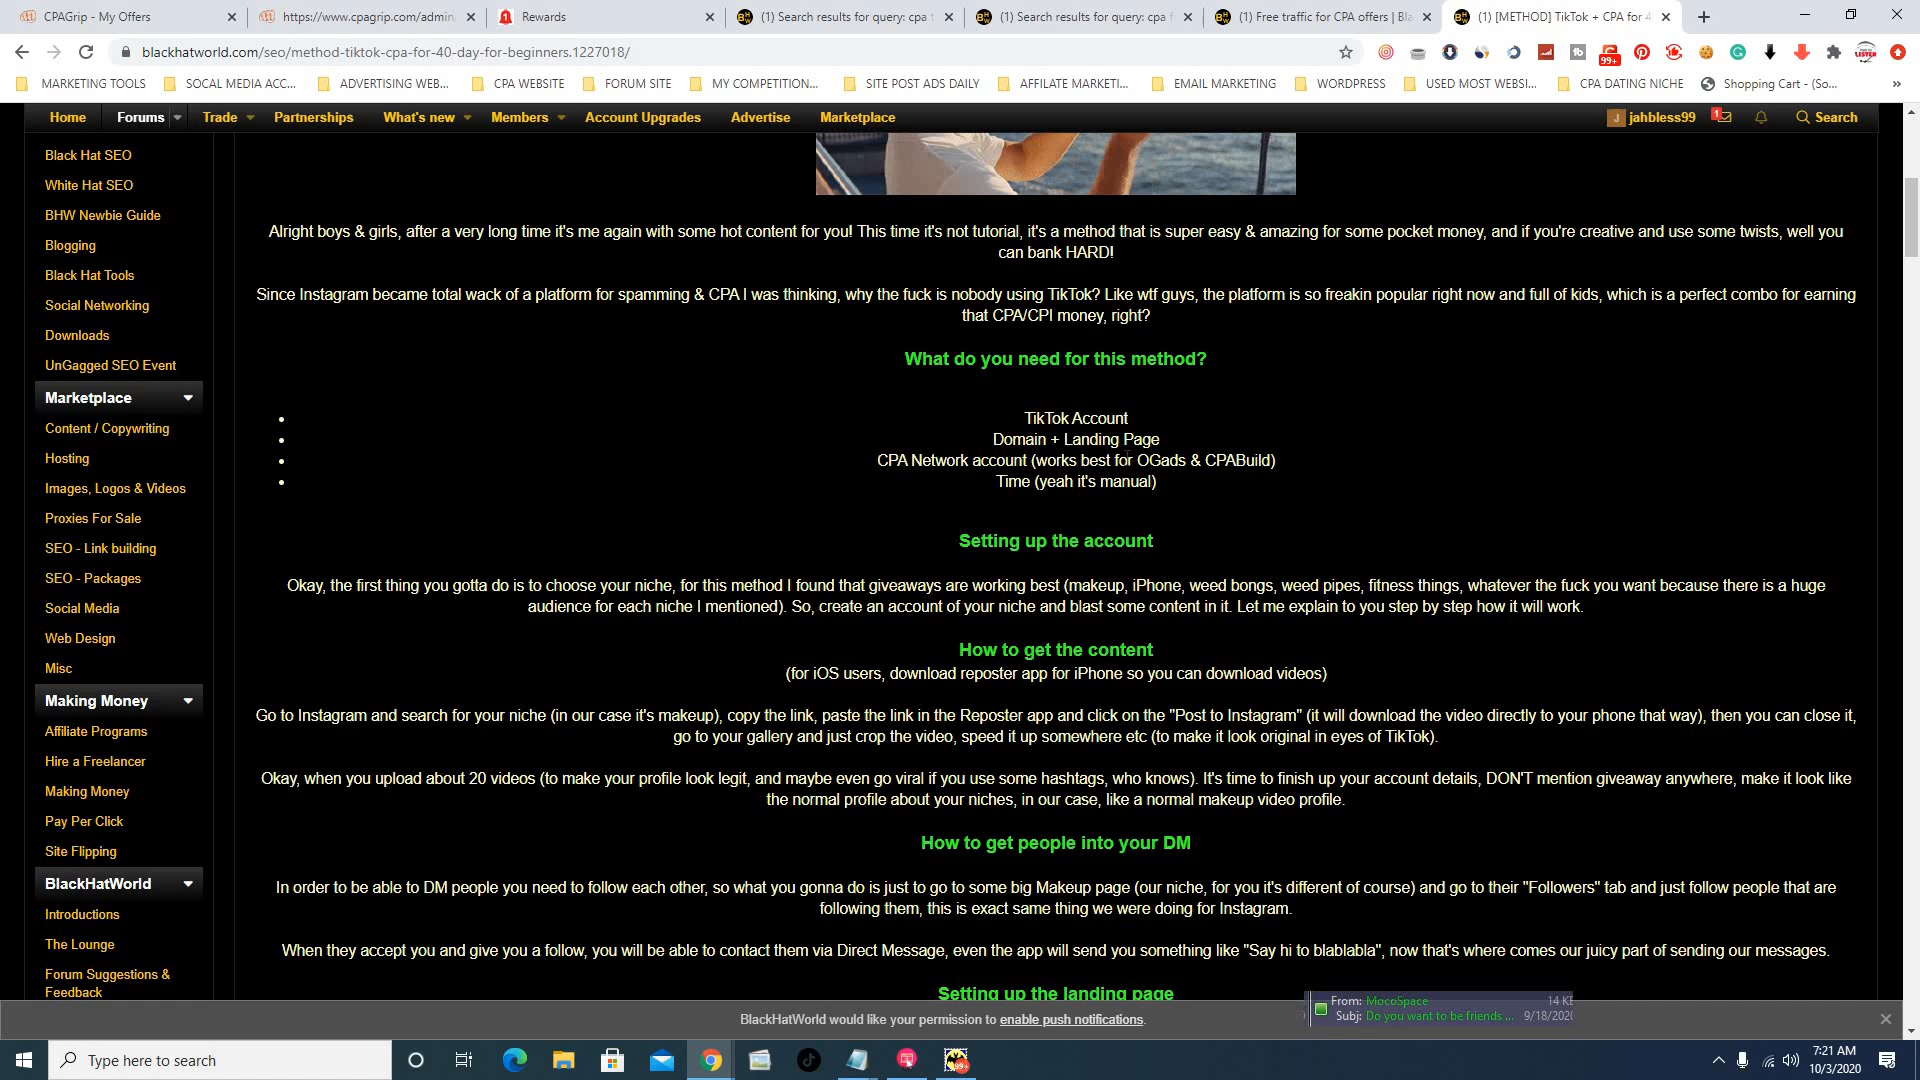 CPAGrip - My Offers
https://www.cpagrip.com/admin
Rewards
(1) Search results for query: cpa t
(1) Search results for query: cpa f
(1) Free traffic for CPA offers | Bla
(1) [METHOD] TikTok + CPA for 4
blackhatworld.com/seo/method-tiktok-cpa-for-40-day-for-beginners.1227018/
99+
MARKETING TOOLS
SOCAL MEDIA ACC...
ADVERTISING WEB...
CPA WEBSITE
FORUM SITE
MY COMPETITION...
SITE POST ADS DAILY
AFFILATE MARKETI...
EMAIL MARKETING
WORDPRESS
USED MOST WEBSI...
CPA DATING NICHE
Shopping Cart - (So...
»
Home
Forums
Trade
Partnerships
What's new
Members
Account Upgrades
Advertise
Marketplace
J
jahbless99
1
Search
Black Hat SEO
White Hat SEO
BHW Newbie Guide
Blogging
Black Hat Tools
Social Networking
Downloads
UnGagged SEO Event
Marketplace
Content / Copywriting
Hosting
Images, Logos & Videos
Proxies For Sale
SEO - Link building
SEO - Packages
Social Media
Web Design
Misc
Making Money
Affiliate Programs
Hire a Freelancer
Making Money
Pay Per Click
Site Flipping
BlackHatWorld
Introductions
The Lounge
Forum Suggestions &
Feedback
Alright boys & girls, after a very long time it's me again with some hot content for you! This time it's not tutorial, it's a method that is super easy & amazing for some pocket money, and if you're creative and use some twists, well you
can bank HARD!
Since Instagram became total wack of a platform for spamming & CPA I was thinking, why the fuck is nobody using TikTok? Like wtf guys, the platform is so freakin popular right now and full of kids, which is a perfect combo for earning
that CPA/CPI money, right?
What do you need for this method?
TikTok Account
Domain + Landing Page
CPA Network account (works best for OGads & CPABuild)
Time (yeah it's manual)
Setting up the account
Okay, the first thing you gotta do is to choose your niche, for this method I found that giveaways are working best (makeup, iPhone, weed bongs, weed pipes, fitness things, whatever the fuck you want because there is a huge
audience for each niche I mentioned). So, create an account of your niche and blast some content in it. Let me explain to you step by step how it will work.
How to get the content
(for iOS users, download reposter app for iPhone so you can download videos)
Go to Instagram and search for your niche (in our case it's makeup), copy the link, paste the link in the Reposter app and click on the "Post to Instagram" (it will download the video directly to your phone that way), then you can close it,
go to your gallery and just crop the video, speed it up somewhere etc (to make it look original in eyes of TikTok).
Okay, when you upload about 20 videos (to make your profile look legit, and maybe even go viral if you use some hashtags, who knows). It's time to finish up your account details, DON'T mention giveaway anywhere, make it look like
the normal profile about your niches, in our case, like a normal makeup video profile.
How to get people into your DM
In order to be able to DM people you need to follow each other, so what you gonna do is just to go to some big Makeup page (our niche, for you it's different of course) and go to their "Followers" tab and just follow people that are
following them, this is exact same thing we were doing for Instagram.
When they accept you and give you a follow, you will be able to contact them via Direct Message, even the app will send you something like "Say hi to blablabla", now that's where comes our juicy part of sending our messages.
Setting up the landing page
BlackHatWorld would like your permission to enable push notifications.
From: MocoSpace 14 KB
Subj: Do you want to be friends ... 9/18/2020
Type here to search
99+
7:21 AM
10/3/2020